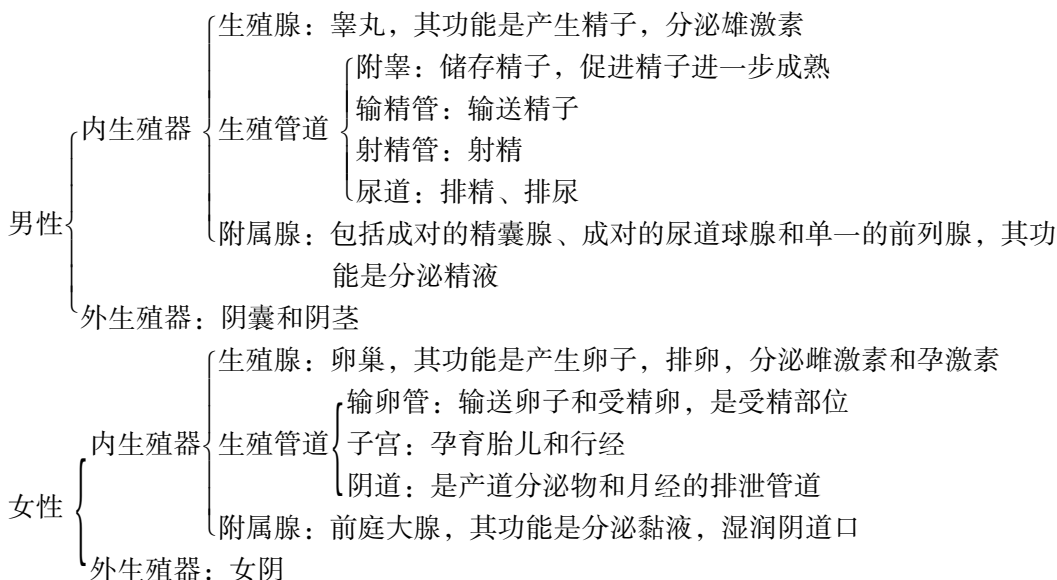 生殖腺：睾丸，其功能是产生精子，分泌雄激素
附睾：储存精子，促进精子进一步成熟
输精管：输送精子
内生殖器 生殖管道
射精管：射精
尿道：排精、排尿
男性
附属腺：包括成对的精囊腺、成对的尿道球腺和单一的前列腺，其功
能是分泌精液
外生殖器：阴囊和阴茎
生殖腺：卵巢，其功能是产生卵子，排卵，分泌雌激素和孕激素
输卵管：输送卵子和受精卵，是受精部位
内生殖器 生殖管道 子宫：孕育胎儿和行经
阴道：是产道分泌物和月经的排泄管道
女性
附属腺：前庭大腺，其功能是分泌黏液，湿润阴道口
外生殖器：女阴